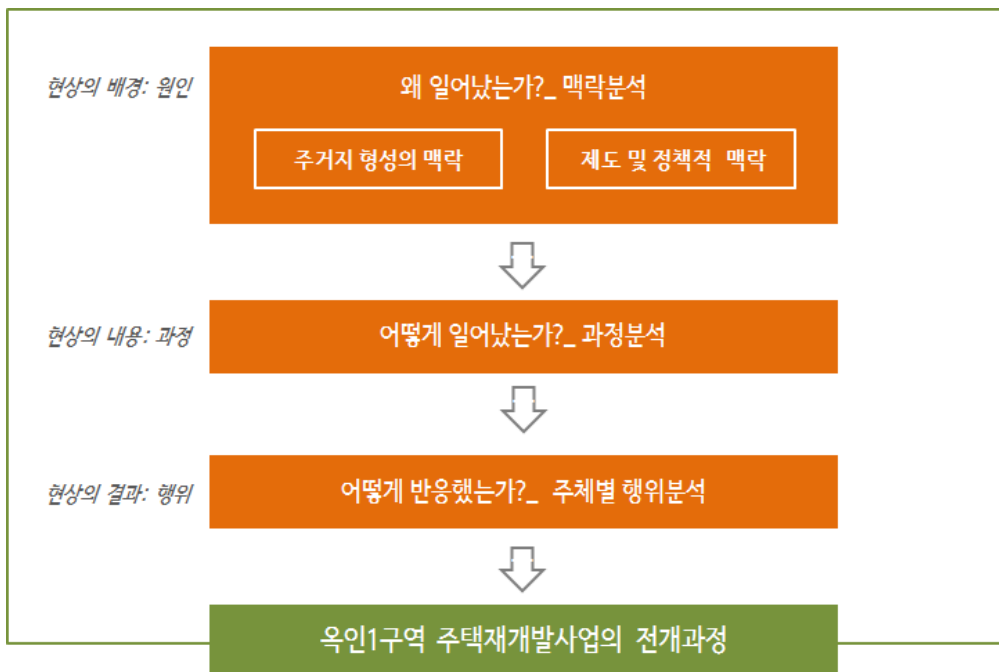 현상의 배경: 원인
왜 일어났는가?_ 맥락분석
주거지 형성의 맥락
제도 및 정책적 맥락
현상의 내용: 과정
어떻게 일어났는가?_ 과정분석
현상의 결과: 행위
어떻게 반응했는가?_ 주체별 행위분석
옥인1구역 주택재개발사업의 전개과정